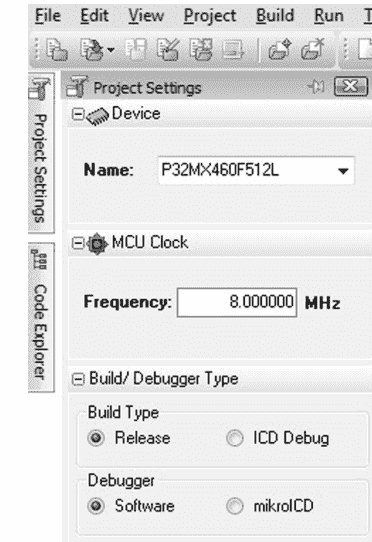 File Edit View Project Build Run T
Project Settings
Project Settings
Device
Name: P32MX460F512L
MCU Clock
Frequency: 8.000000 MHz
Code Explorer
Build/ Debugger Type
Build Type
Release ICD Debug
Debugger
Software mikroICD